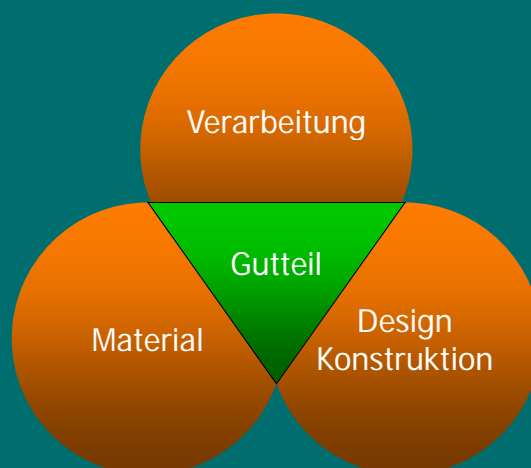 Verarbeitung
Gutteil
Material
Design
Konstruktion